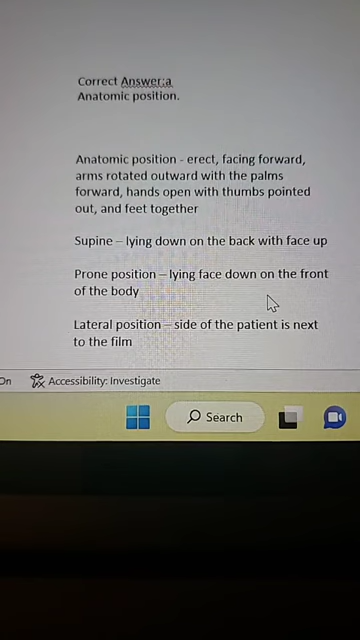 Correct Answer:a
Anatomic position.
Anatomic position - erect, facing forward,
arms rotated outward with the palms
forward, hands open with thumbs pointed
out, and feet together
Supine – lying down on the back with face up
Prone position – lying face down on the front
of the body
Lateral position – side of the patient is next
to the film
On
Accessibility: Investigate
Search